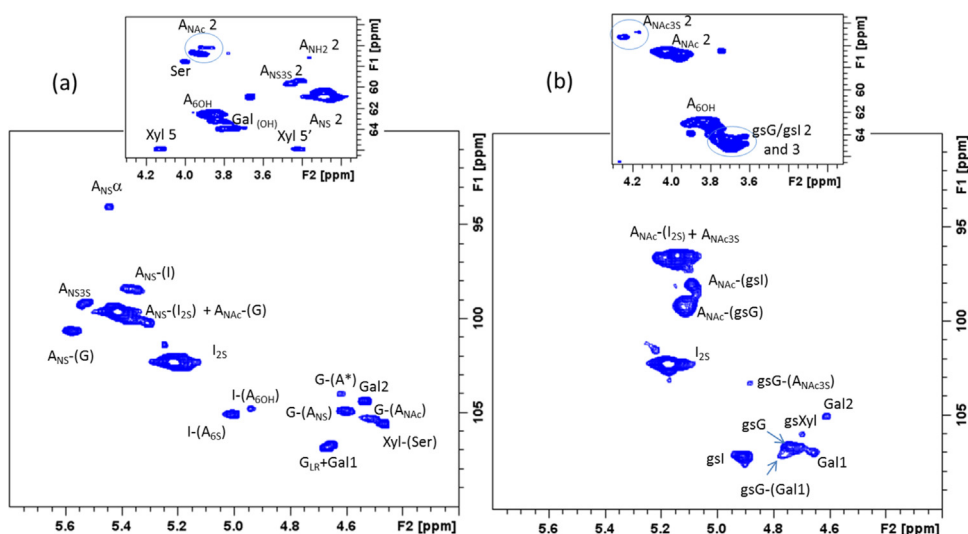 (a)
A_NAc 2
A_NH2 2
Ser
A_NS3S 2
A_6OH
Gal (OH)
A_NS 2
Xyl 5
Xyl 5'
F1 [ppm]
60
62
64
4.2 4.0 3.8 3.6 3.4 F2 [ppm]
A_NS α
A_NS-(I)
A_NS3S
A_NS-(I_2S) + A_NAc-(G)
A_NS-(G)
I_2S
G-(A*)
Gal2
I-(A_6OH)
G-(A_NS)
G-(A_NAc)
I-(A_6S)
Xyl-(Ser)
G_LR+Gal1
F1 [ppm]
95
100
105
5.6 5.4 5.2 5.0 4.8 4.6 F2 [ppm]
(b)
A_NAc3S 2
A_NAc 2
A_6OH
gsG/gsI 2
and 3
F1 [ppm]
60
62
64
4.2 4.0 3.8 3.6 3.4 F2 [ppm]
A_NAc-(I_2S) + A_NAc3S
A_NAc-(gsI)
A_NAc-(gsG)
I_2S
gsG-(A_NAc3S)
Gal2
gsXyl
gsG
gsI
Gal1
gsG-(Gal1)
F1 [ppm]
95
100
105
5.6 5.4 5.2 5.0 4.8 4.6 F2 [ppm]